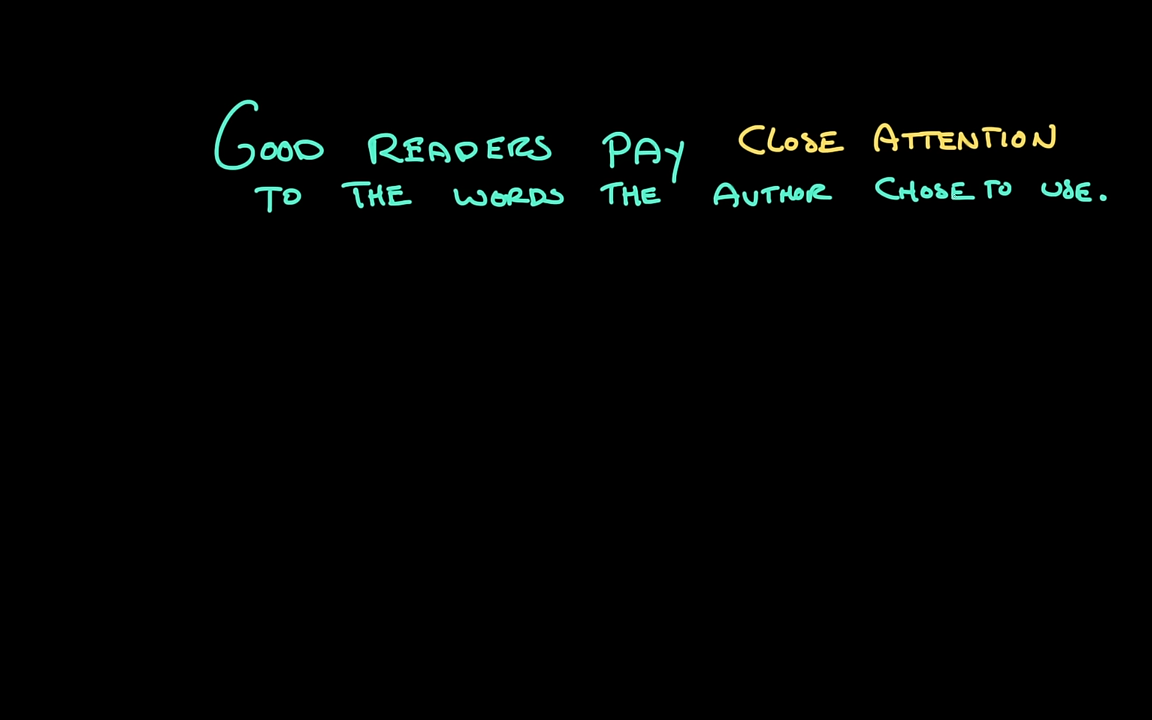 GOOD READERS PAY CLOSE ATTENTION
TO THE WORDS THE AUTHOR CHOSE TO USE.